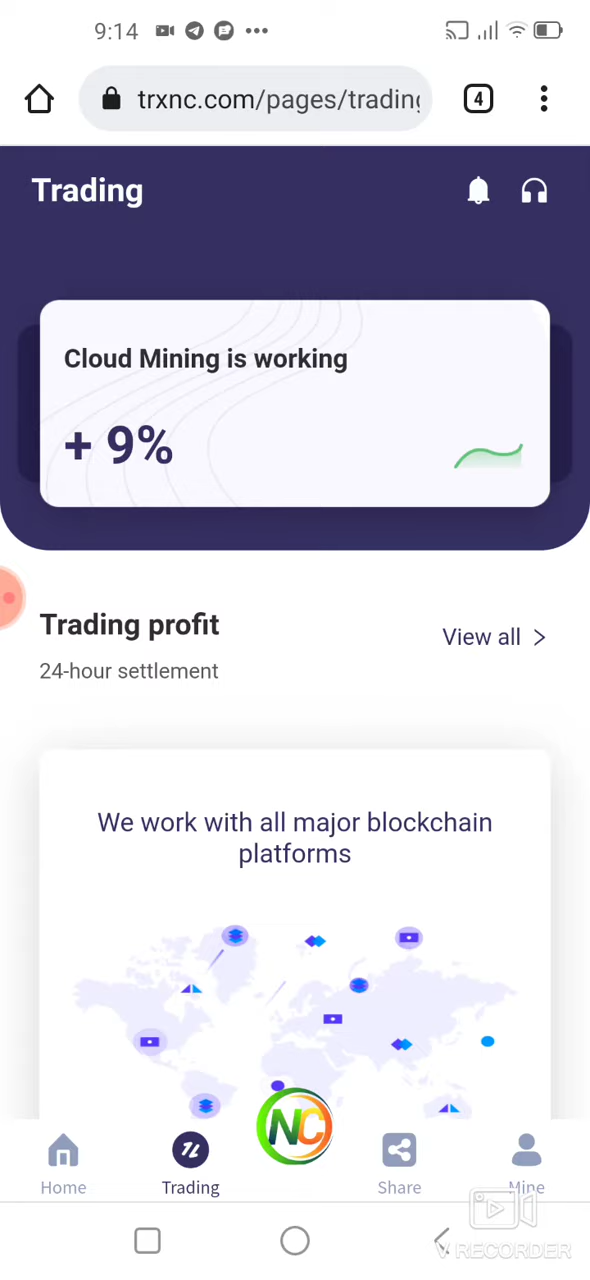 9:14
trxnc.com/pages/trading
4
Trading
Cloud Mining is working
+ 9%
Trading profit
View all >
24-hour settlement
We work with all major blockchain
platforms
NC
Home
Trading
Share
Mine
V RECORDER